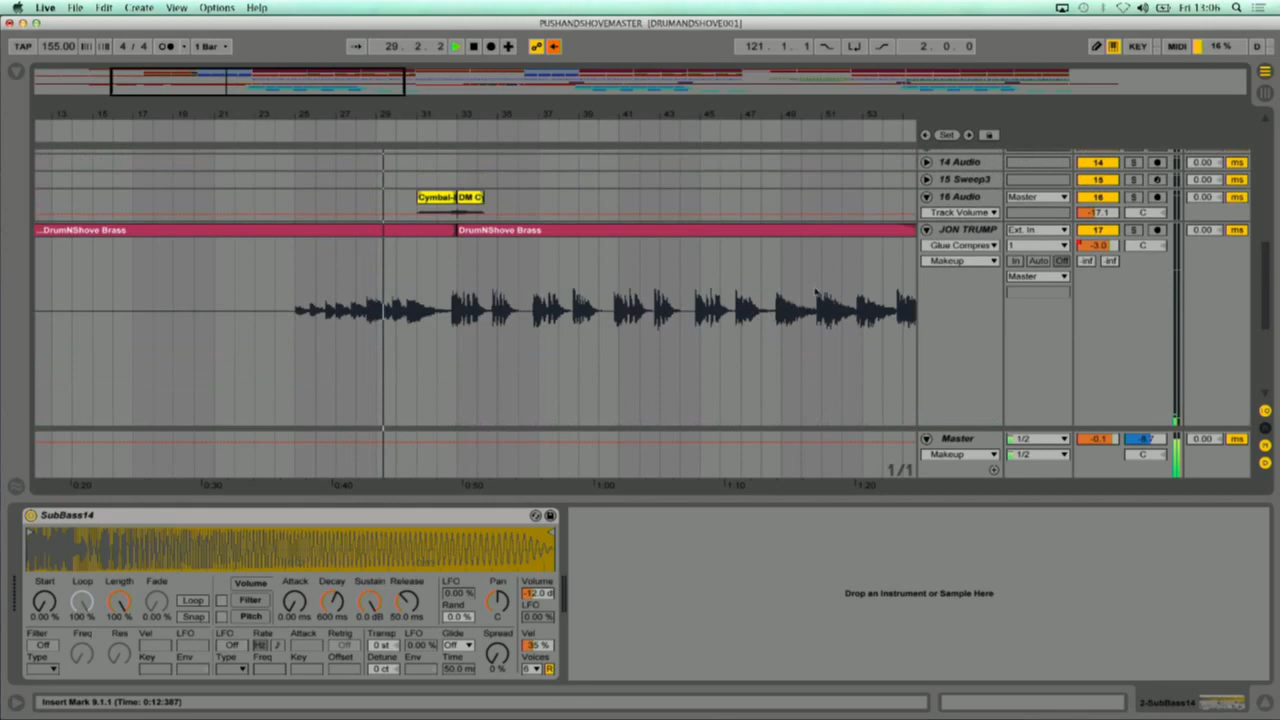 Live File Edit Create View Options Help Fri 13:06
PUSHANDSHOVEMASTER [DRUMANDSHOVE001]
TAP 155.00 4 / 4 1 Bar 29. 2. 2 121. 1. 1 2. 0. 0 KEY MIDI 16 % D
13 15 17 19 21 23 25 27 29 31 33 35 37 39 41 43 45 47 49 51 53
Set
14 Audio 14 S 0.00 ms
15 Sweep3 15 S 0.00 ms
Cymbal- DM C 16 Audio Master 16 S 0.00 ms
Track Volume -17.1 C
...DrumNShove Brass DrumNShove Brass JON TRUMP Ext. In 17 S 0.00 ms
Glue Compres 1 -3.0 C
Makeup In Auto Off -inf -inf
Master
Master 1/2 -0.1 0.00 ms
Makeup 1/2 C
1/1
0:20 0:30 0:40 0:50 1:00 1:10 1:20
SubBass14
Start Loop Length Fade Volume Attack Decay Sustain Release LFO Pan Volume
0.00 % -12.0 d
Loop Filter Rand LFO
0.00 % 100 % 100 % 0.00 % Snap Pitch 0.00 ms 600 ms 0.0 dB 50.0 ms 0.0 % C 0.00 %
Filter Freq Res Vel LFO LFO Rate Attack Retrig Transp LFO Glide Spread Vel
Off Off Hz Off 0 st 0.00 % Off 35 %
Type Key Env Type Freq Key Offset Detune Env Time Voices
0 ct 50.0 ms 0 % 6 R
Drop an Instrument or Sample Here
Insert Mark 9.1.1 (Time: 0:12:387) 2-SubBass14